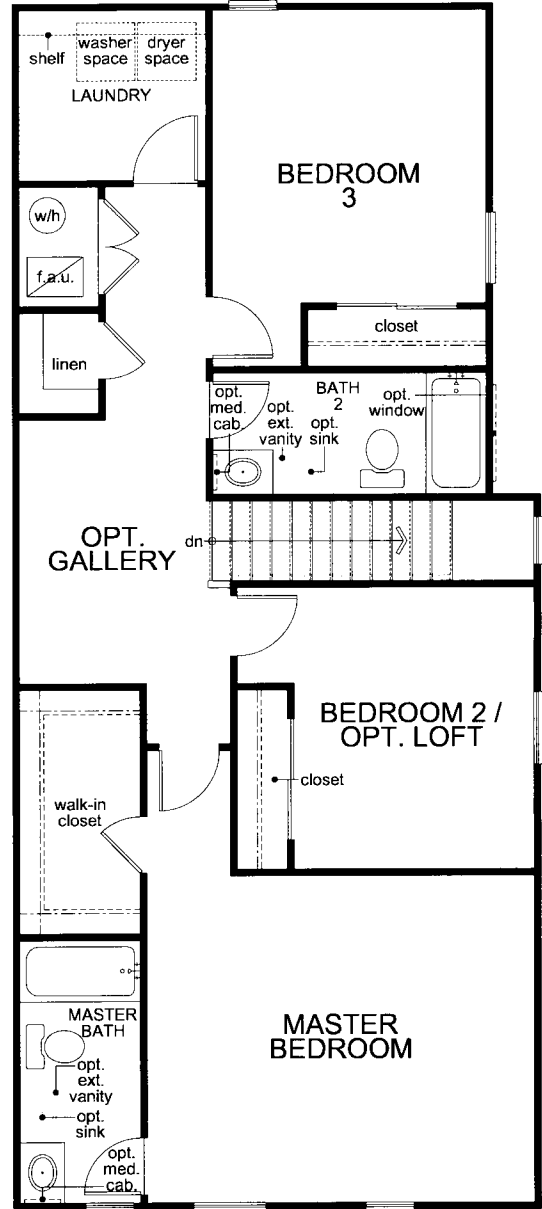 washer
space
dryer
space
shelf
LAUNDRY
BEDROOM
3
w/h
f.a.u.
closet
linen
BATH
2
opt.
med.
cab.
opt.
ext.
vanity
opt.
sink
opt.
window
OPT.
GALLERY
dn
BEDROOM 2 /
OPT. LOFT
closet
walk-in
closet
MASTER
BATH
MASTER
BEDROOM
opt.
ext.
vanity
opt.
sink
opt.
med.
cab.